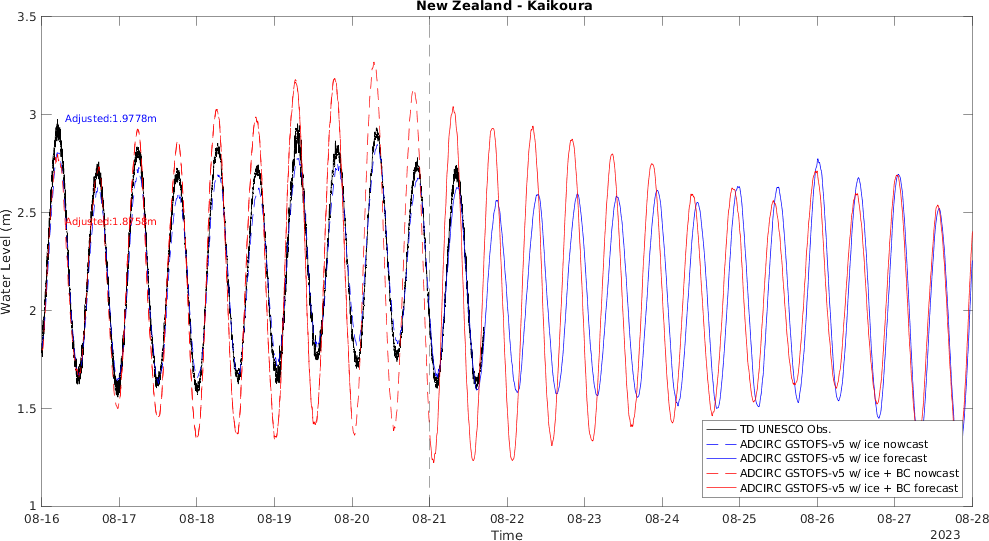 New Zealand - Kaikoura
3.5
3
2.5
2
1.5
1
Water Level (m)
Adjusted:1.9778m
Adjusted:1.8758m
TD UNESCO Obs.
ADCIRC GSTOFS-v5 w/ ice nowcast
ADCIRC GSTOFS-v5 w/ ice forecast
ADCIRC GSTOFS-v5 w/ ice + BC nowcast
ADCIRC GSTOFS-v5 w/ ice + BC forecast
08-16 08-17 08-18 08-19 08-20 08-21 08-22 08-23 08-24 08-25 08-26 08-27 08-28
Time
2023